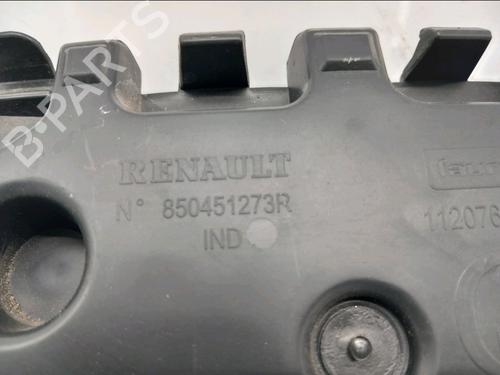 B-PARTS
RENAULT
N° 850451273R
IND
112076